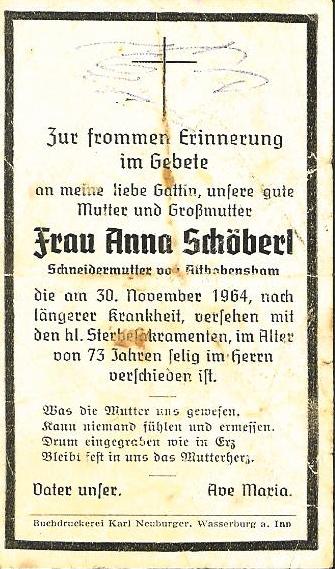 Zur frommen Erinnerung
im Gebete
an meine liebe Gattin, unsere gute
Mutter und Großmutter
Frau Anna Schöberl
Schneidermutter von Althabensham
die am 30. November 1964, nach
längerer Krankheit, versehen mit
den hl. Sterbesakramenten, im Alter
von 73 Jahren selig im Herrn
verschieden ist.
Was die Mutter uns gewesen,
Kann niemand fühlen und ermessen.
Drum eingegraben wie in Erz
Bleibt fest in uns das Mutterherz.
Vater unser. Ave Maria.
Buchdruckerei Karl Neuburger, Wasserburg a. Inn